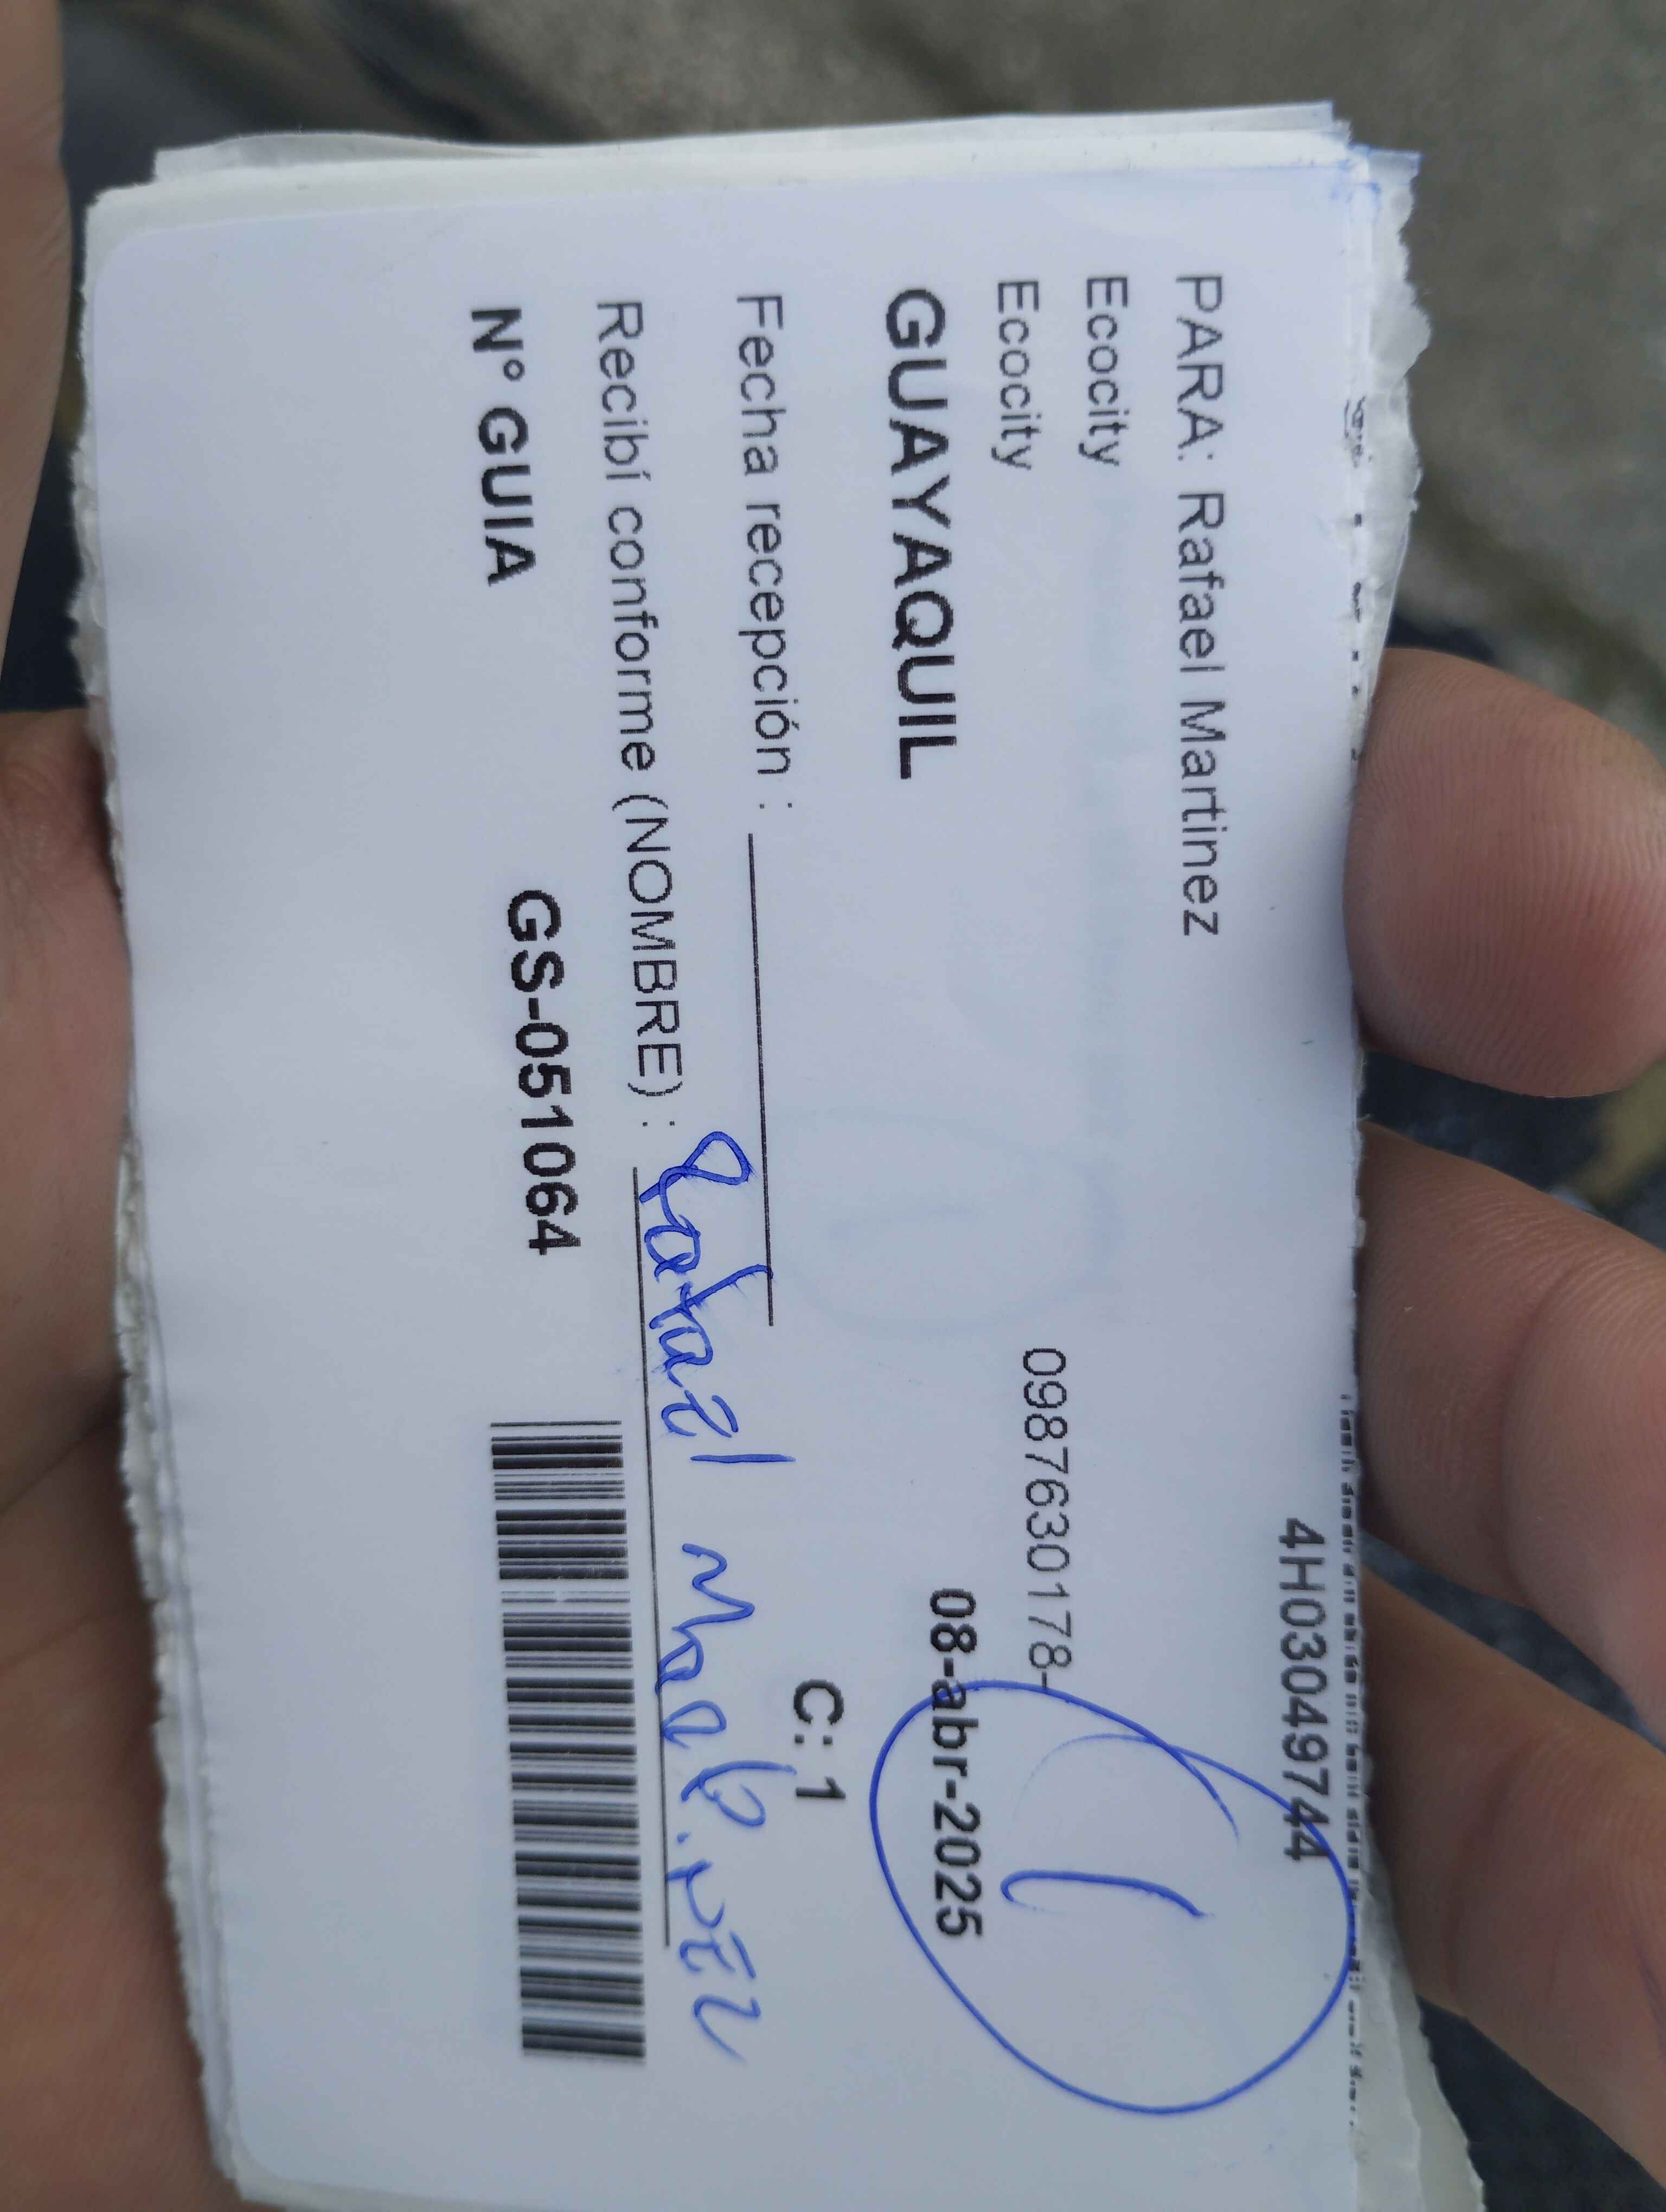 4H03049744
PARA: Rafael Martinez
Ecocity
Ecocity 0987630178-
GUAYAQUIL 08-abr-2025
Fecha recepción :
C: 1
Recibí conforme (NOMBRE) : Rafael
N° GUIA GS-051064